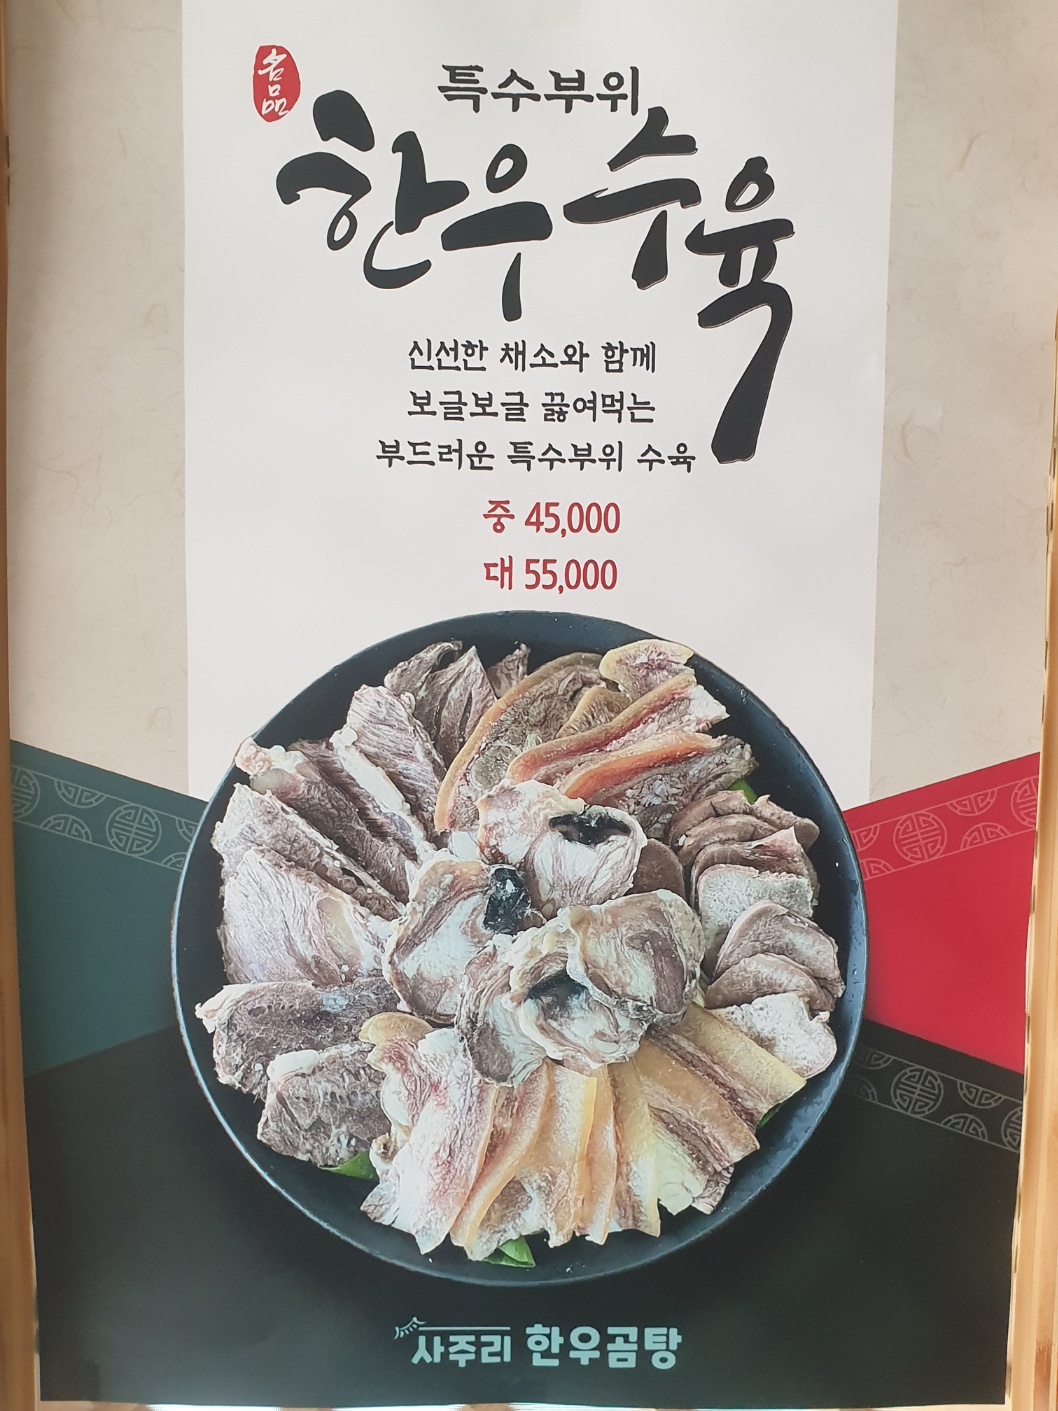 名品
특수부위
한우수육
신선한 채소와 함께
보글보글 끓여먹는
부드러운 특수부위 수육
중 45,000
대 55,000
사주리 한우곰탕